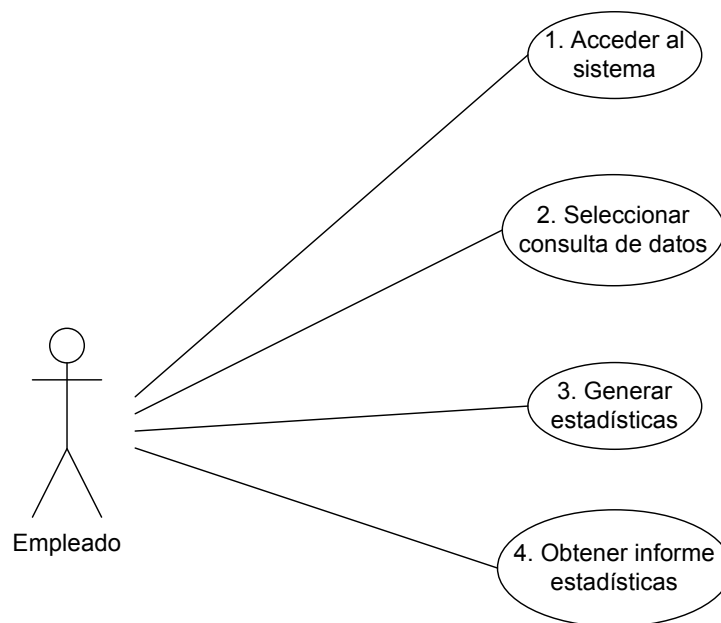 1. Acceder al
sistema
2. Seleccionar
consulta de datos
3. Generar
estadísticas
Empleado
4. Obtener informe
estadísticas